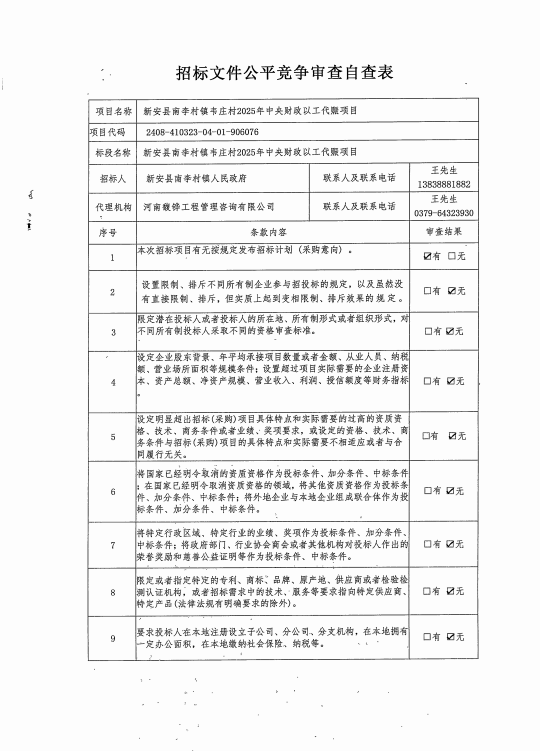 招标文件公平竞争审查自查表
项目名称 新安县南李村镇韦庄村2025年中央财政以工代赈项目
项目代码 2408-410323-04-01-906076
标段名称 新安县南李村镇韦庄村2025年中央财政以工代赈项目
招标人 新安县南李村镇人民政府 联系人及联系电话 王先生
13838881882
代理机构 河南巍铧工程管理咨询有限公司 联系人及联系电话 王先生
0379-64323930
序号 条款内容 审查结果
1 本次招标项目有无按规定发布招标计划（采购意向）。 ☑有 □无
2 设置限制、排斥不同所有制企业参与招投标的规定，以及虽然没
有直接限制、排斥，但实质上起到变相限制、排斥效果的规定。 □有 ☑无
3 限定潜在投标人或者投标人的所在地、所有制形式或者组织形式，对
不同所有制投标人采取不同的资格审查标准。 □有 ☑无
4 设定企业股东背景、年平均承接项目数量或者金额、从业人员、纳税
额、营业场所面积等规模条件；设置超过项目实际需要的企业注册资
本、资产总额、净资产规模、营业收入、利润、授信额度等财务指标
。 □有 ☑无
5 设定明显超出招标(采购)项目具体特点和实际需要的过高的资质资
格、技术、商务条件或者业绩、奖项要求，或设定的资格、技术、商
务条件与招标(采购)项目的具体特点和实际需要不相适应或者与合
同履行无关。 □有 ☑无
6 将国家已经明令取消的资质资格作为投标条件、加分条件、中标条件
；在国家已经明令取消资质资格的领域，将其他资质资格作为投标条
件、加分条件、中标条件；将外地企业与本地企业组成联合体作为投
标条件、加分条件、中标条件。 □有 ☑无
7 将特定行政区域、特定行业的业绩、奖项作为投标条件、加分条件、
中标条件；将政府部门、行业协会商会或者其他机构对投标人作出的
荣誉奖励和慈善公益证明等作为投标条件、中标条件。 □有 ☑无
8 限定或者指定特定的专利、商标、品牌、原产地、供应商或者检验检
测认证机构，或者招标需求中的技术、服务等要求指向特定供应商、
特定产品(法律法规有明确要求的除外)。 □有 ☑无
9 要求投标人在本地注册设立子公司、分公司、分支机构，在本地拥有
一定办公面积，在本地缴纳社会保险、纳税等。 □有 ☑无